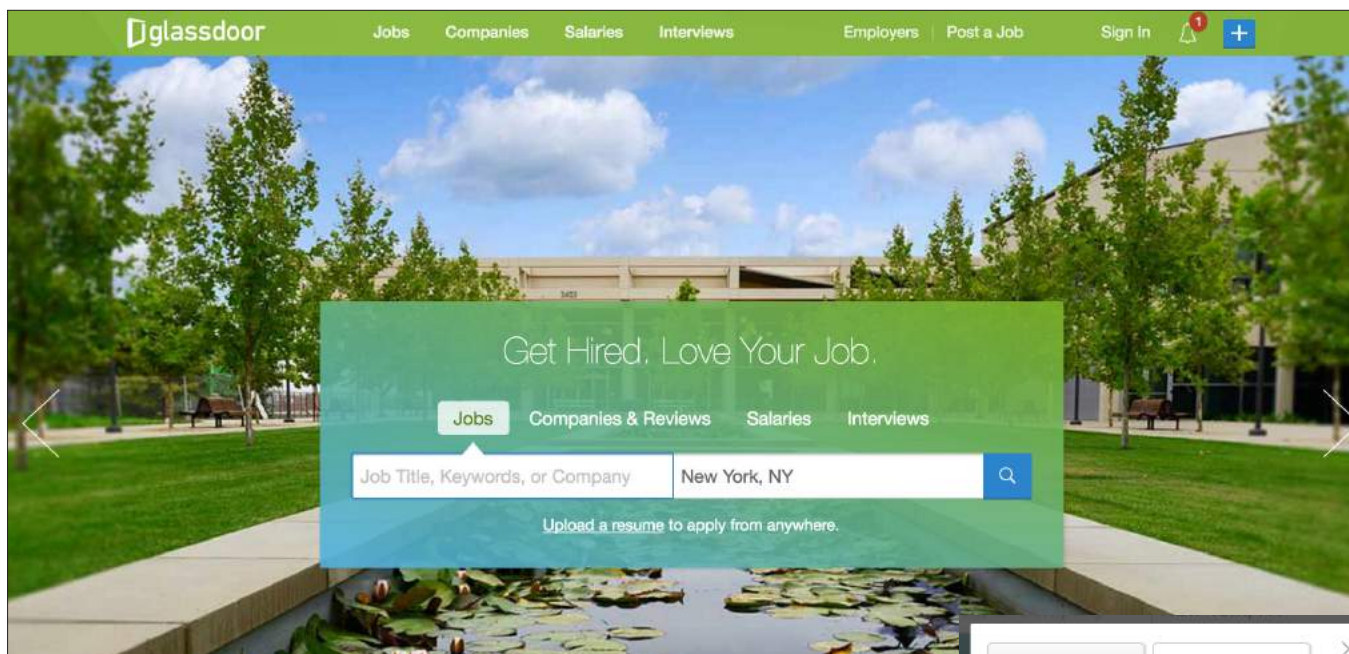 glassdoor Jobs Companies Salaries Interviews Employers Post a Job Sign In 1 +
Get Hired. Love Your Job.
Jobs Companies & Reviews Salaries Interviews
Job Title, Keywords, or Company New York, NY
Upload a resume to apply from anywhere.